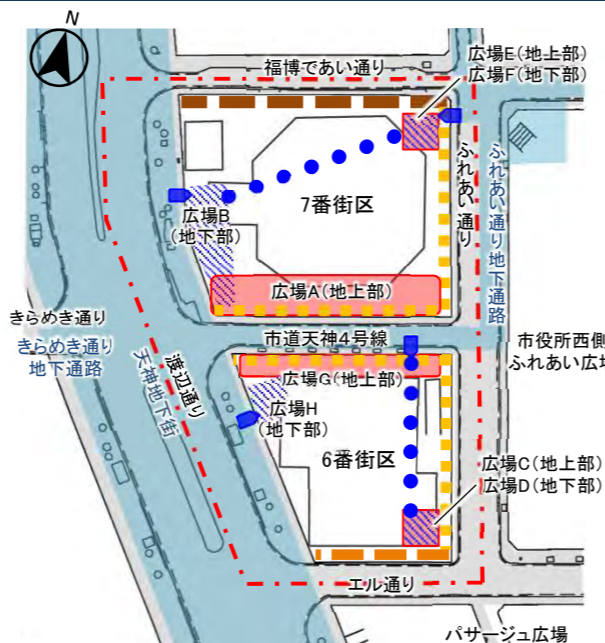 N
福博であい通り
広場E(地上部)
広場F(地下部)
ふれあい通り
ふれあい通り地下通路
広場B
(地下部)
7番街区
広場A(地上部)
きらめき通り
きらめき通り
地下通路
渡辺通り
天神地下街
市道天神4号線
市役所西側
ふれあい広場
広場G(地上部)
広場H
(地下部)
6番街区
広場C(地上部)
広場D(地下部)
エル通り
パサージュ広場